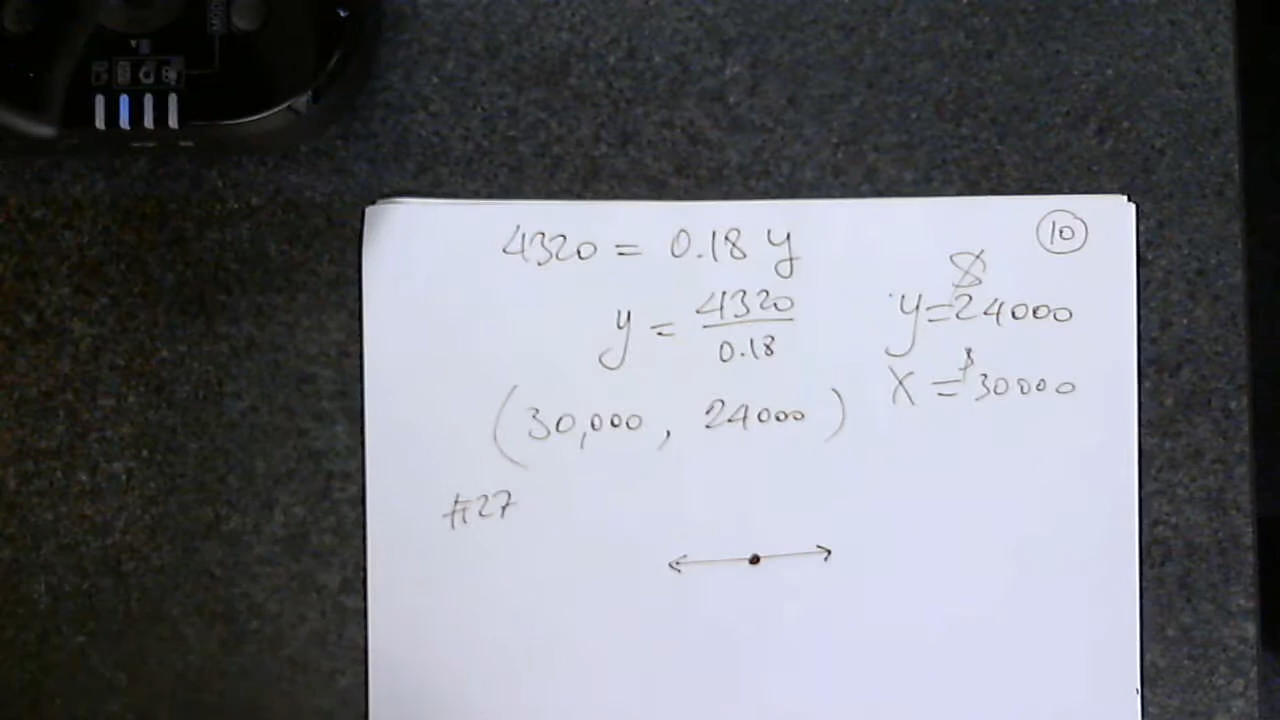 10
4320 = 0.18 y
y = 4320 / 0.18
y = $24000
x = $30000
(30,000, 24000)
#27